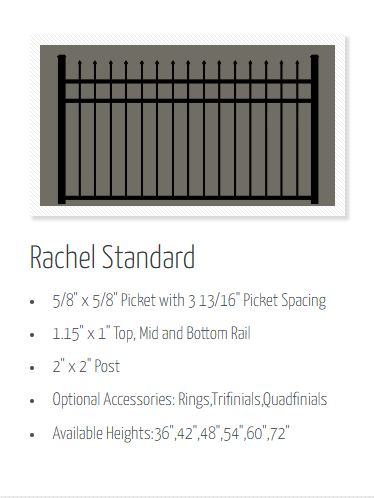 Rachel Standard
5/8" x 5/8" Picket with 3 13/16" Picket Spacing
1.15" x 1" Top, Mid and Bottom Rail
2" x 2" Post
Optional Accessories: Rings,Trifinials,Quadfinials
Available Heights:36",42",48",54",60",72"